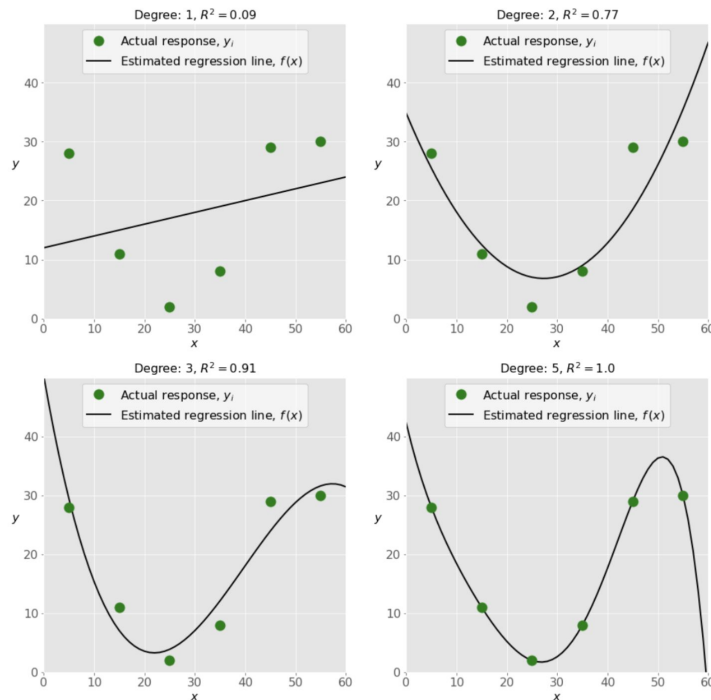 Degree: 1, R² = 0.09
Actual response, yᵢ
Estimated regression line, f(x)
y
40
30
20
10
0
0 10 20 30 40 50 60
x
Degree: 2, R² = 0.77
Actual response, yᵢ
Estimated regression line, f(x)
y
40
30
20
10
0
0 10 20 30 40 50 60
x
Degree: 3, R² = 0.91
Actual response, yᵢ
Estimated regression line, f(x)
y
40
30
20
10
0
0 10 20 30 40 50 60
x
Degree: 5, R² = 1.0
Actual response, yᵢ
Estimated regression line, f(x)
y
40
30
20
10
0
0 10 20 30 40 50 60
x